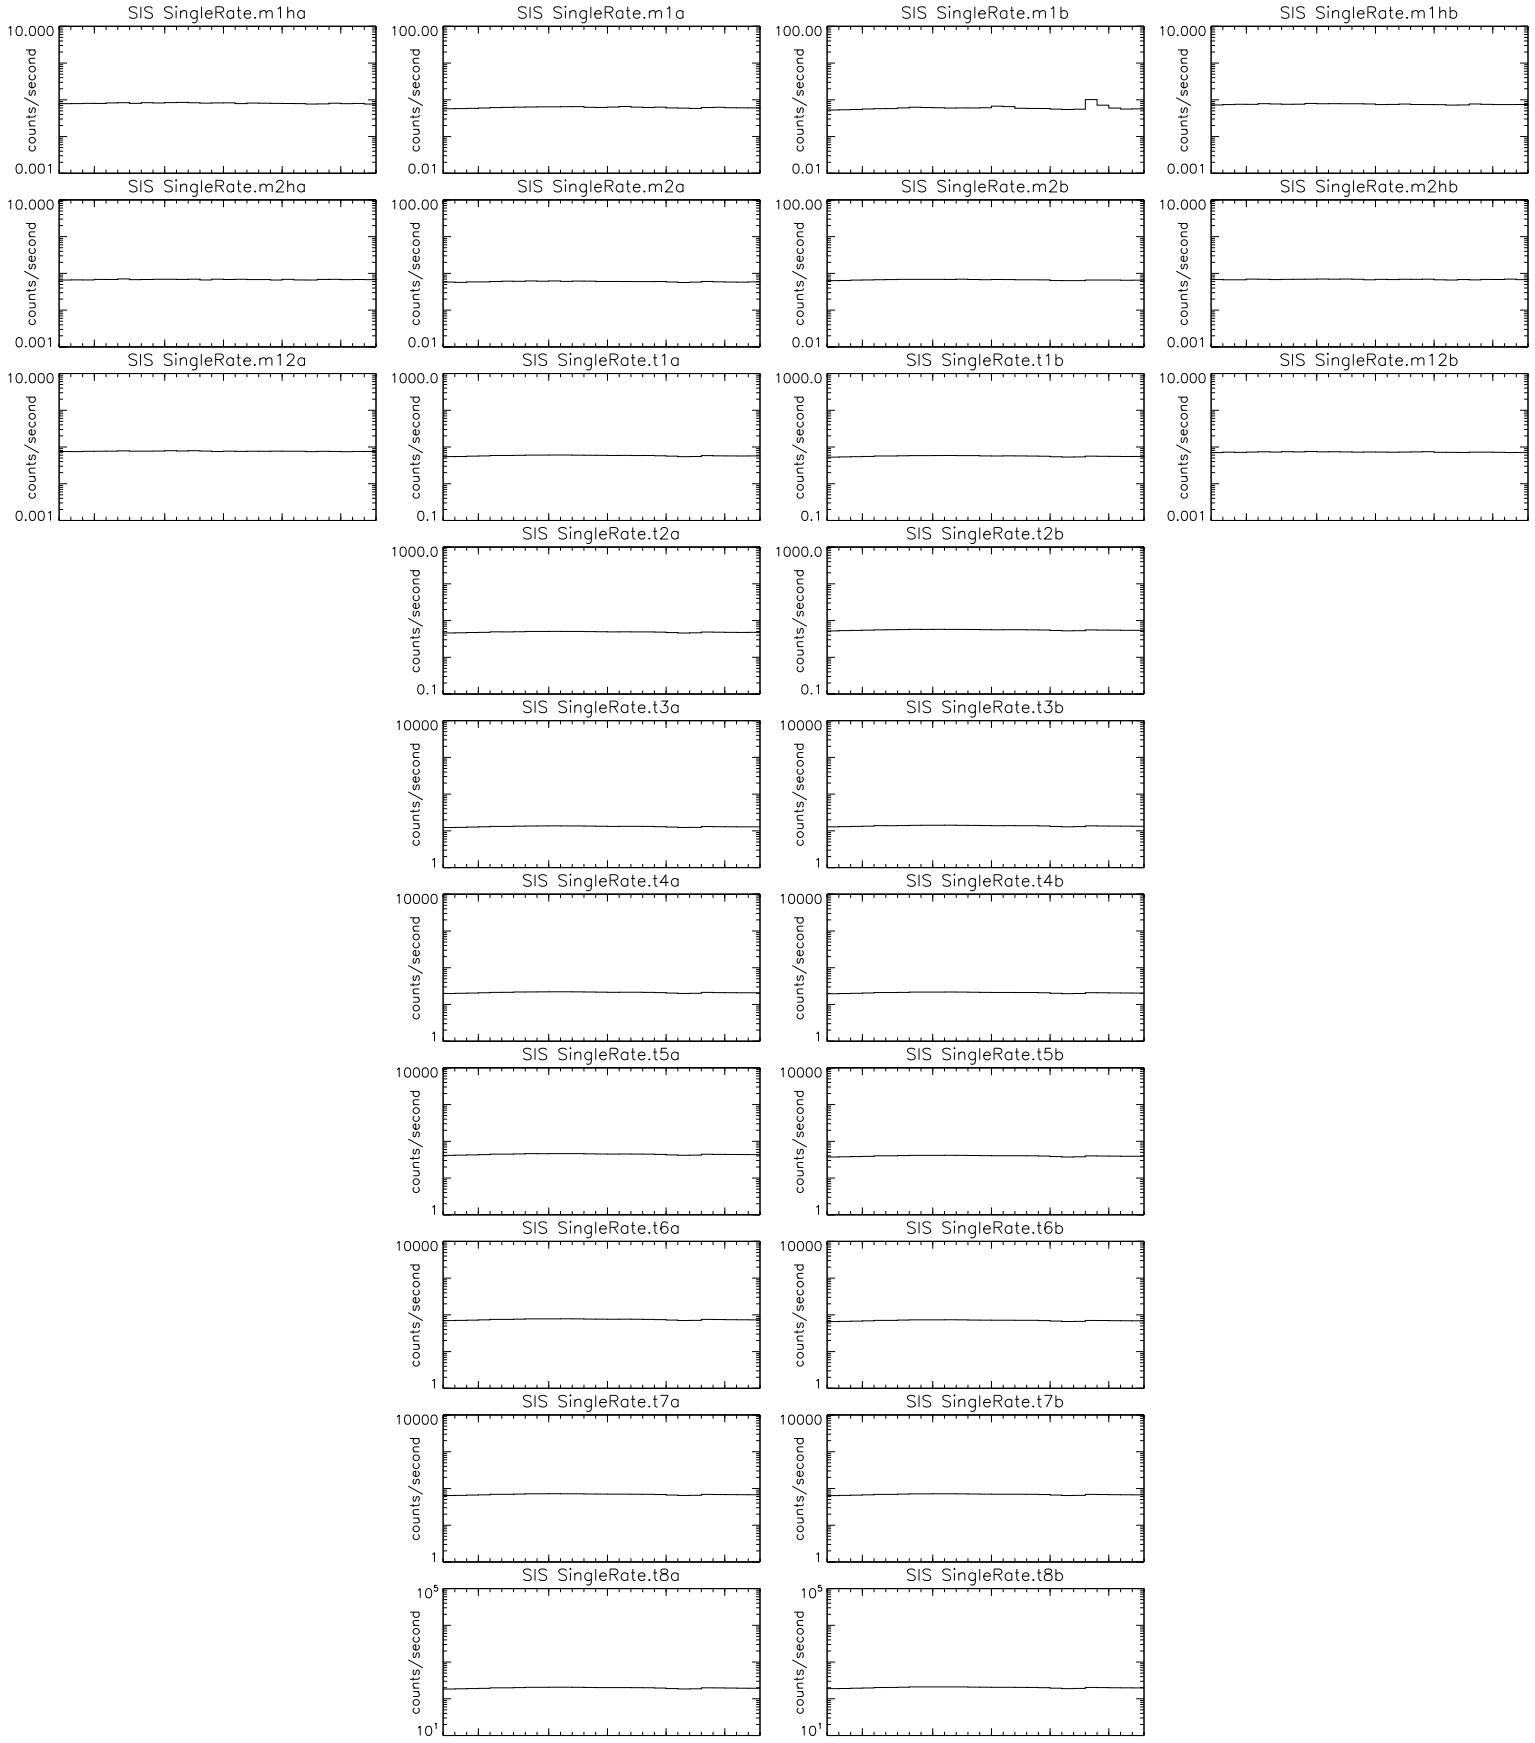 SIS SingleRate.m1ha
SIS SingleRate.m1a
SIS SingleRate.m1b
SIS SingleRate.m1hb
10.000
counts/second
0.001
100.00
counts/second
0.01
100.00
counts/second
0.01
10.000
counts/second
0.001
SIS SingleRate.m2ha
SIS SingleRate.m2a
SIS SingleRate.m2b
SIS SingleRate.m2hb
10.000
counts/second
0.001
100.00
counts/second
0.01
100.00
counts/second
0.01
10.000
counts/second
0.001
SIS SingleRate.m12a
SIS SingleRate.t1a
SIS SingleRate.t1b
SIS SingleRate.m12b
10.000
counts/second
0.001
1000.0
counts/second
0.1
1000.0
counts/second
0.1
10.000
counts/second
0.001
SIS SingleRate.t2a
SIS SingleRate.t2b
1000.0
counts/second
0.1
1000.0
counts/second
0.1
SIS SingleRate.t3a
SIS SingleRate.t3b
10000
counts/second
1
10000
counts/second
1
SIS SingleRate.t4a
SIS SingleRate.t4b
10000
counts/second
1
10000
counts/second
1
SIS SingleRate.t5a
SIS SingleRate.t5b
10000
counts/second
1
10000
counts/second
1
SIS SingleRate.t6a
SIS SingleRate.t6b
10000
counts/second
1
10000
counts/second
1
SIS SingleRate.t7a
SIS SingleRate.t7b
10000
counts/second
1
10000
counts/second
1
SIS SingleRate.t8a
SIS SingleRate.t8b
10⁵
counts/second
10¹
10⁵
counts/second
10¹